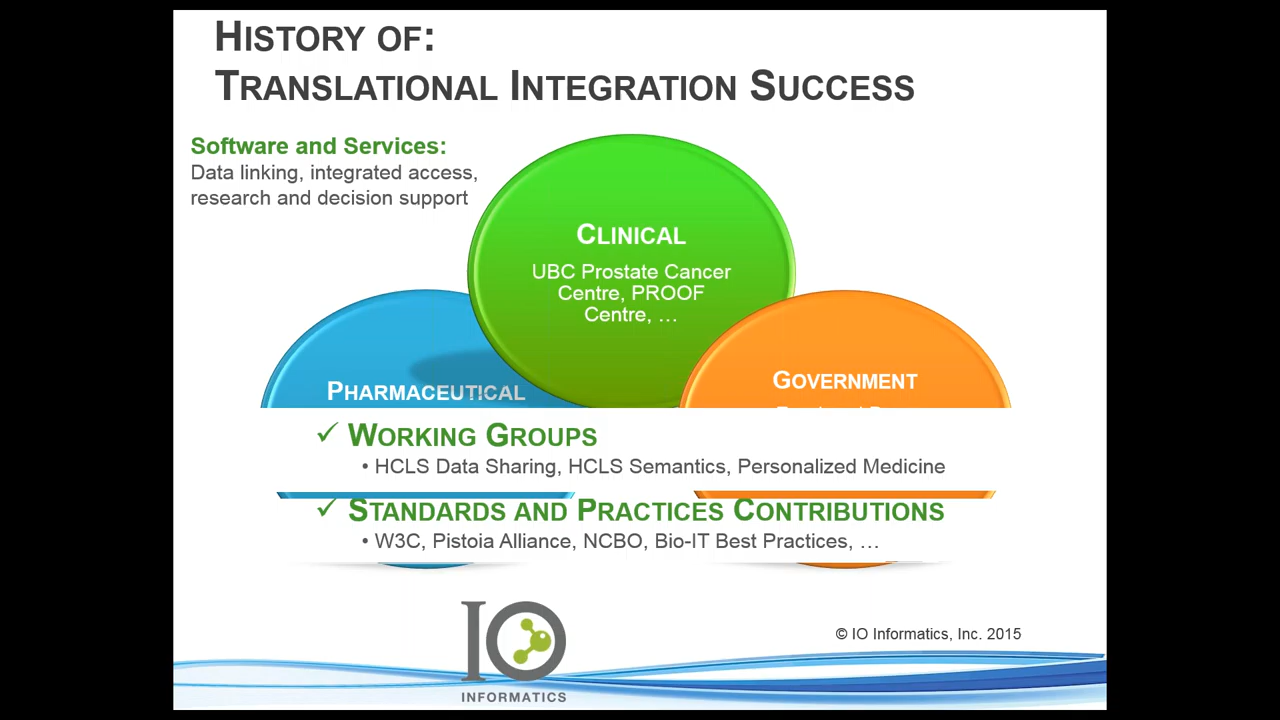 HISTORY OF:
TRANSLATIONAL INTEGRATION SUCCESS
Software and Services:
Data linking, integrated access,
research and decision support
CLINICAL
UBC Prostate Cancer
Centre, PROOF
Centre, …
PHARMACEUTICAL
GOVERNMENT
✓ WORKING GROUPS
• HCLS Data Sharing, HCLS Semantics, Personalized Medicine
✓ STANDARDS AND PRACTICES CONTRIBUTIONS
• W3C, Pistoia Alliance, NCBO, Bio-IT Best Practices, …
IO
INFORMATICS
© IO Informatics, Inc. 2015